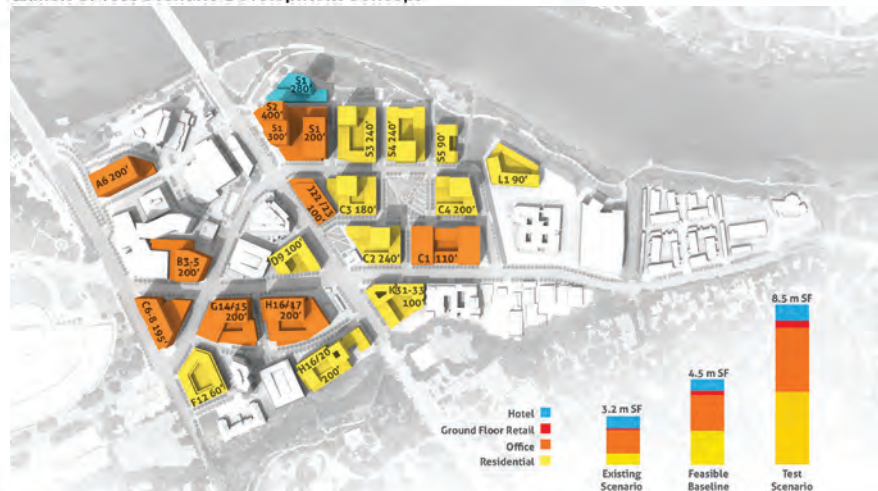 S1
280'
S2
400'
S1
300'
S1
200'
S3 240'
S4 240'
S5 90'
A6 200'
L1 90'
J22 /23
100'
C3 180'
C4 200'
B3-5
200'
D9 100'
C2 240'
C1 110'
C6-8 195'
G14/15
200'
H16/17
200'
K31-33
100'
F12 60'
H16/20
200'
8.5 m SF
4.5 m SF
3.2 m SF
Hotel
Ground Floor Retail
Office
Residential
Existing
Scenario
Feasible
Baseline
Test
Scenario